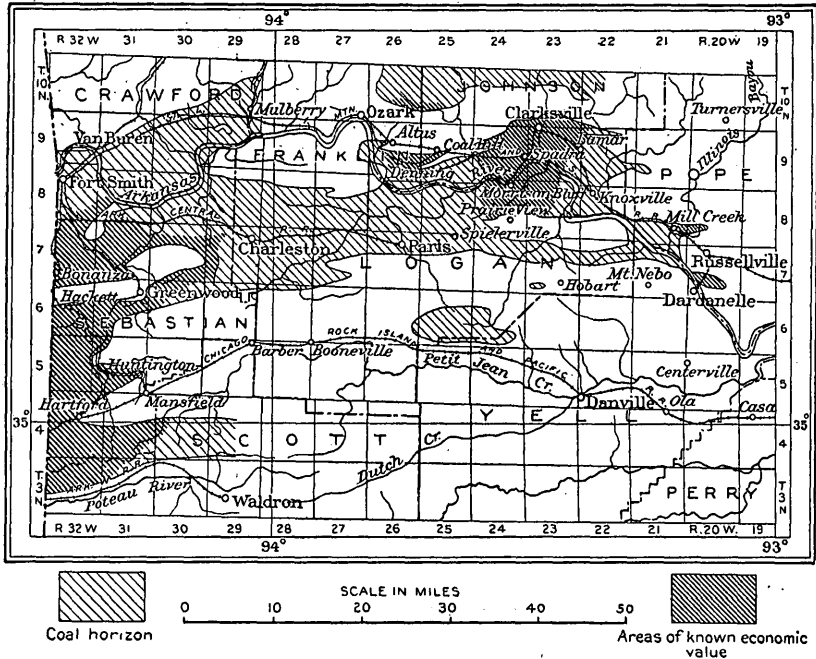 94° 93°
R 32 W 31 30 29 28 27 26 25 24 23 22 21 R.20 W. 19
T.10 N.
T.10 N.
CRAWFORD
JOHNSON
Bayou
Mulberry
MTN.
Ozark
Clarksville
Turnersville
Van Buren
Altus
Coal Hill
Lamar
9
9
FRANKLIN
Spadra
Illinois
POPE
Denning
River
Fort Smith
Arkansas
Morrison Bluff
Knoxville
8
8
ARK.
CENTRAL
R.R.
Prairie View
Mill Creek
Charleston
Paris
Spielerville
7
7
Russellville
LOGAN
Bonanza
Mt. Nebo
Hackett
Greenwood
Hobart
Dardanelle
6
6
SEBASTIAN
CHICAGO ROCK ISLAND AND PACIFIC R.R.
Barber
Booneville
Petit Jean Cr.
5
5
Huntington
Centerville
Mansfield
Hartford
Danville
Ola
Casa
35°
35°
4
4
SCOTT
YELL
Dutch Cr.
T.3 N.
T.3 N.
Poteau River
Waldron
PERRY
R 32 W 31 30 29 28 27 26 25 24 23 22 21 R.20 W. 19
94° 93°
SCALE IN MILES
0 10 20 30 40 50
Coal horizon
Areas of known economic
value